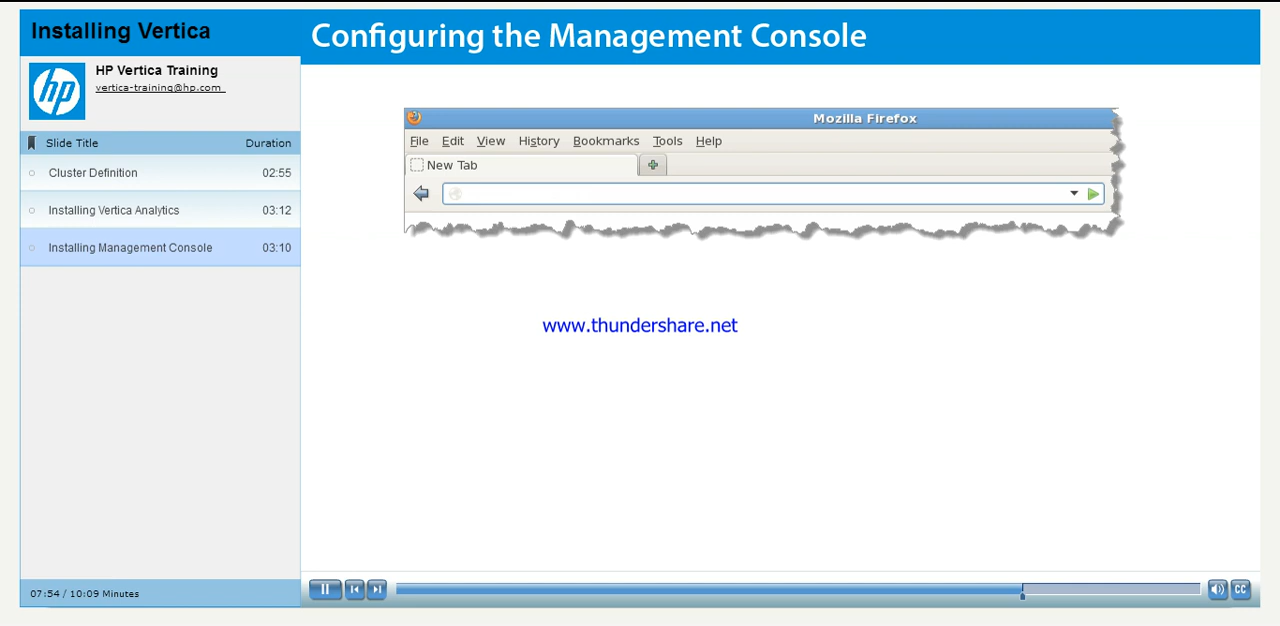 Installing Vertica
Configuring the Management Console
hp
HP Vertica Training
vertica-training@hp.com
Slide Title Duration
Cluster Definition 02:55
Installing Vertica Analytics 03:12
Installing Management Console 03:10
Mozilla Firefox
File Edit View History Bookmarks Tools Help
New Tab
www.thundershare.net
07:54 / 10:09 Minutes
CC